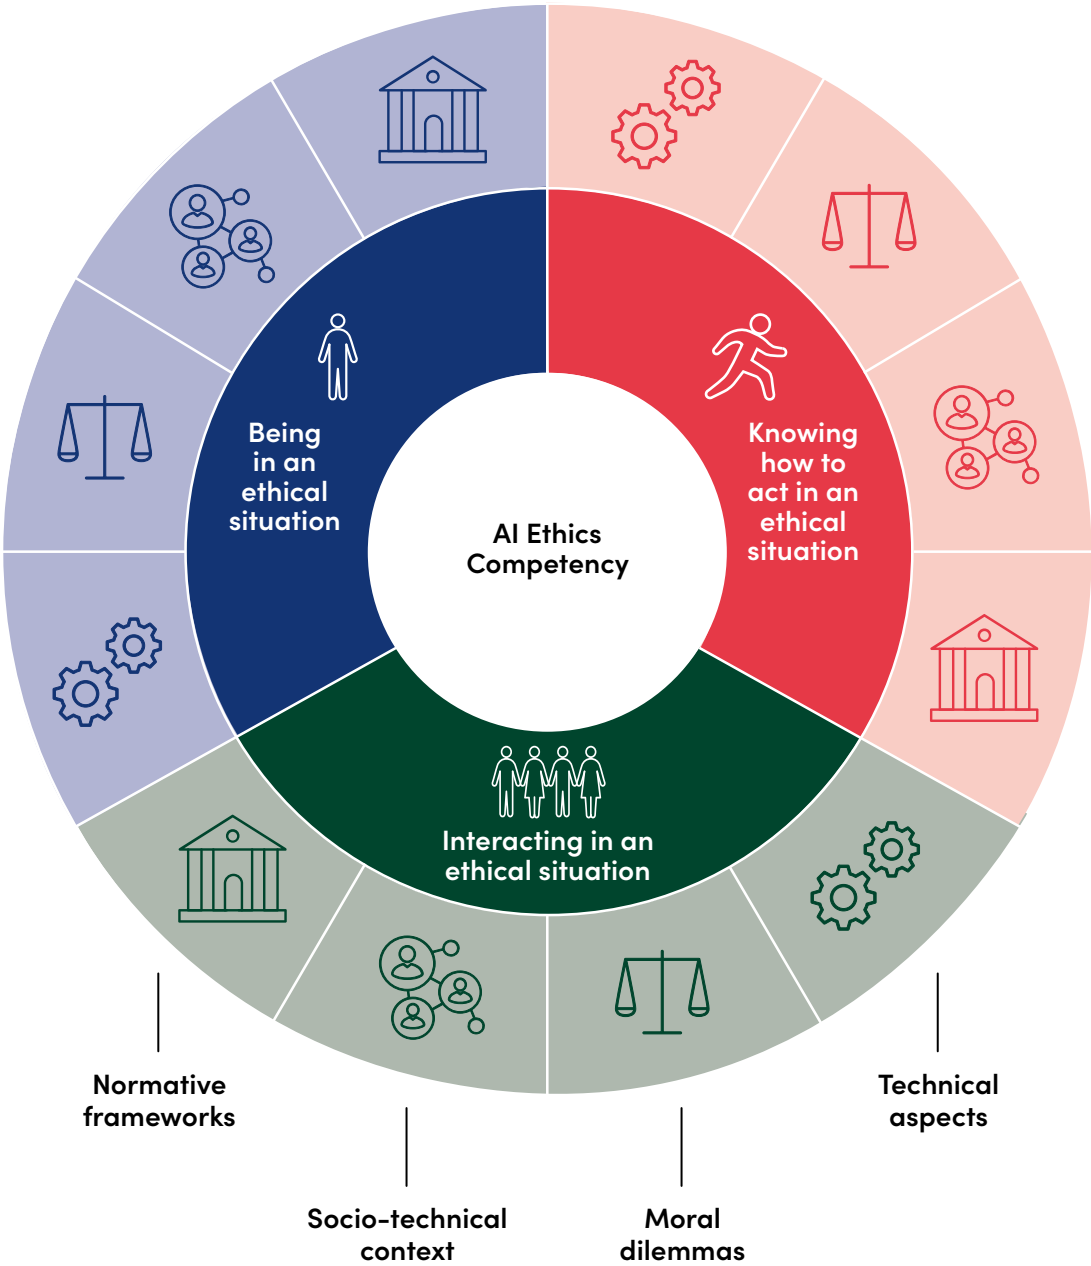 Being
in an
ethical
situation
Knowing
how to
act in an
ethical
situation
AI Ethics
Competency
Interacting in an
ethical situation
Normative
frameworks
Technical
aspects
Socio-technical
context
Moral
dilemmas